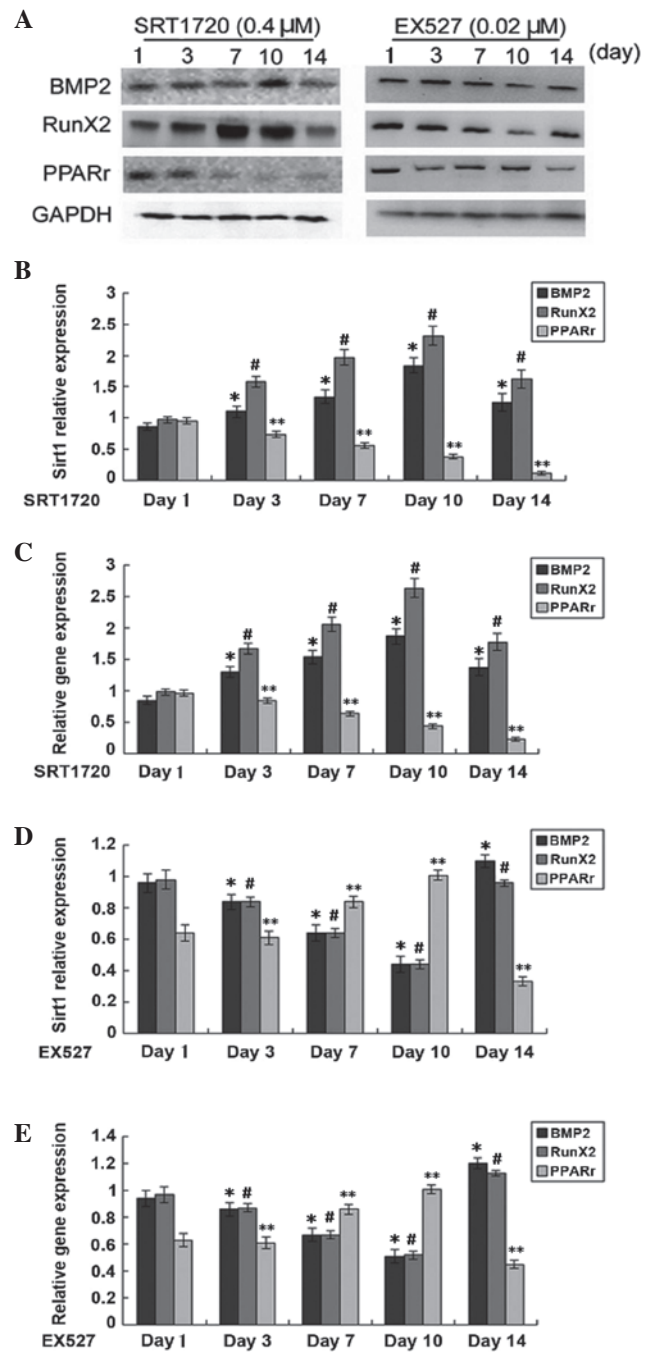 A
SRT1720 (0.4 μM) EX527 (0.02 μM)
1 3 7 10 14 1 3 7 10 14 (day)
BMP2
RunX2
PPARr
GAPDH
B
Sirt1 relative expression
3
2.5
2
1.5
1
0.5
0
* # ** * # ** * # ** * # **
BMP2
RunX2
PPARr
SRT1720 Day 1 Day 3 Day 7 Day 10 Day 14
C
Relative gene expression
3
2.5
2
1.5
1
0.5
0
* # ** * # ** * # ** * # **
BMP2
RunX2
PPARr
SRT1720 Day 1 Day 3 Day 7 Day 10 Day 14
D
Sirt1 relative expression
1.2
1
0.8
0.6
0.4
0.2
0
* # ** * # ** * # ** * # **
BMP2
RunX2
PPARr
EX527 Day 1 Day 3 Day 7 Day 10 Day 14
E
Relative gene expression
1.4
1.2
1
0.8
0.6
0.4
0.2
0
* # ** * # ** * # ** * # **
BMP2
RunX2
PPARr
EX527 Day 1 Day 3 Day 7 Day 10 Day 14